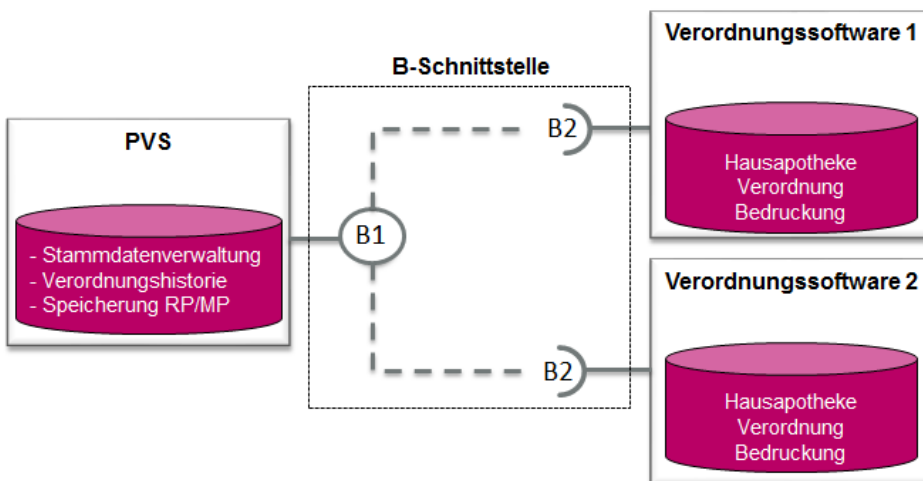 Verordnungssoftware 1
B-Schnittstelle
B2
PVS
Hausapotheke
Verordnung
Bedruckung
B1
- Stammdatenverwaltung
- Verordnungshistorie
- Speicherung RP/MP
Verordnungssoftware 2
B2
Hausapotheke
Verordnung
Bedruckung